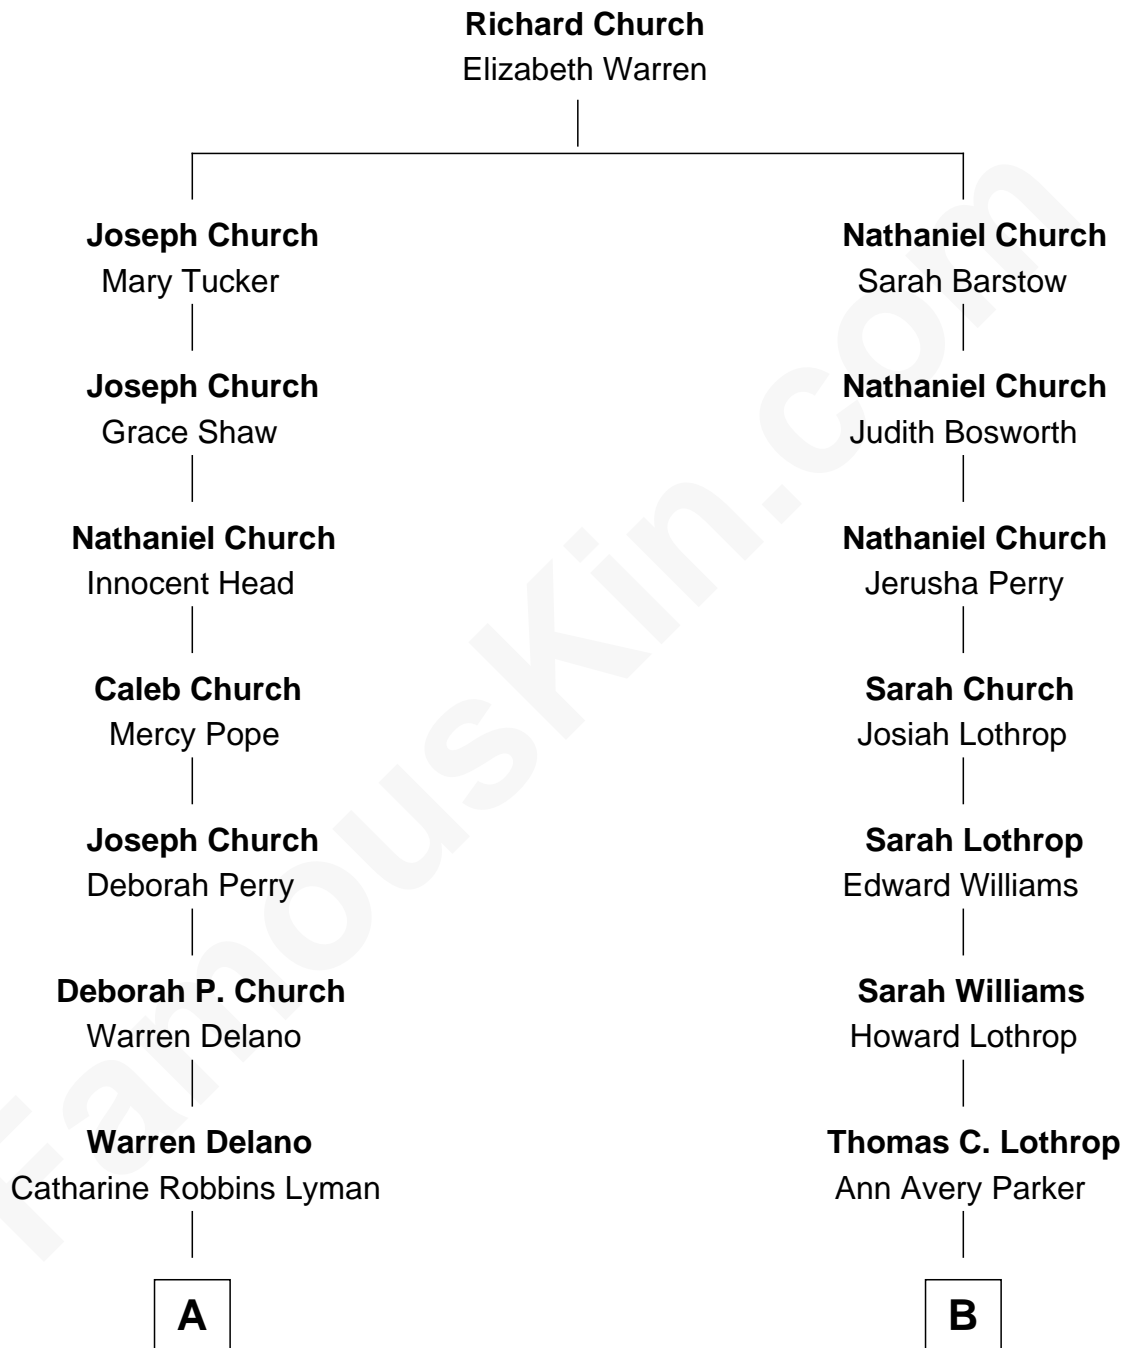 Richard Church
Elizabeth Warren
Joseph Church
Mary Tucker
Joseph Church
Grace Shaw
Nathaniel Church
Innocent Head
Caleb Church
Mercy Pope
Joseph Church
Deborah Perry
Deborah P. Church
Warren Delano
Warren Delano
Catharine Robbins Lyman
A
Nathaniel Church
Sarah Barstow
Nathaniel Church
Judith Bosworth
Nathaniel Church
Jerusha Perry
Sarah Church
Josiah Lothrop
Sarah Lothrop
Edward Williams
Sarah Williams
Howard Lothrop
Thomas C. Lothrop
Ann Avery Parker
B
FamousKin.com